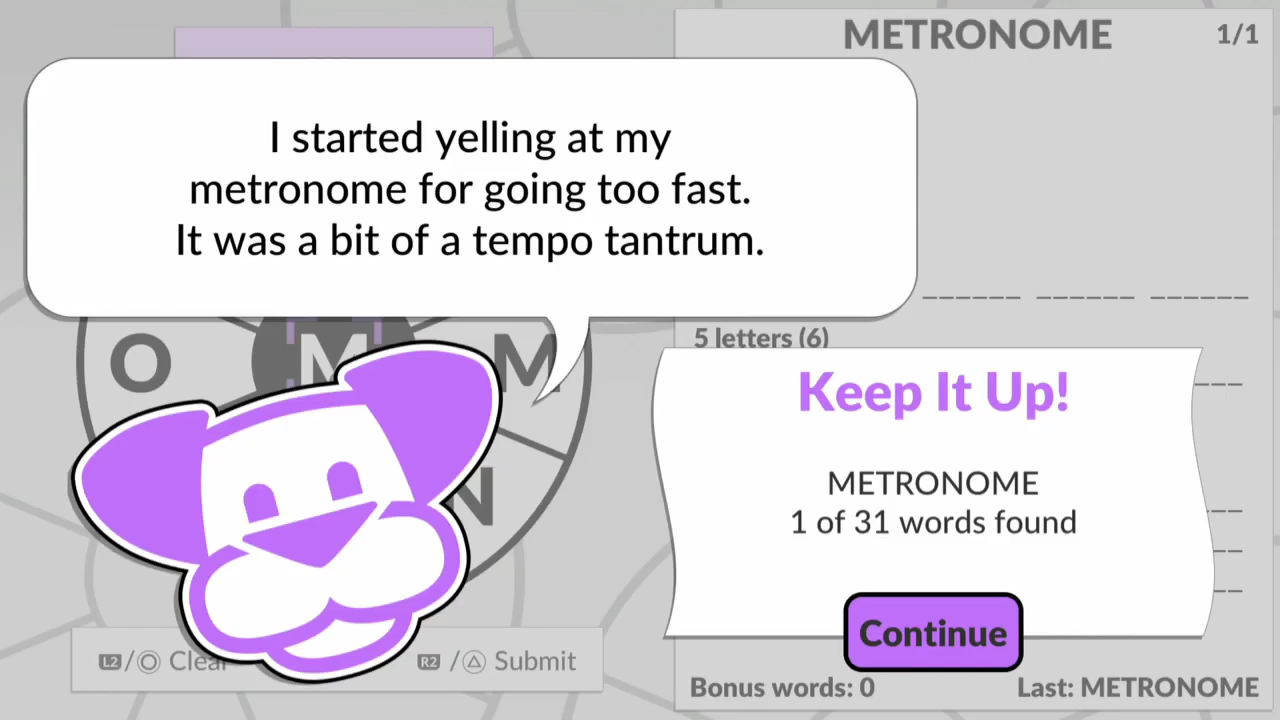 METRONOME
1/1
I started yelling at my
metronome for going too fast.
It was a bit of a tempo tantrum.
5 letters (6)
O
M
M
N
Keep It Up!
METRONOME
1 of 31 words found
Continue
L2/ Clear
R2 / Submit
Bonus words: 0
Last: METRONOME